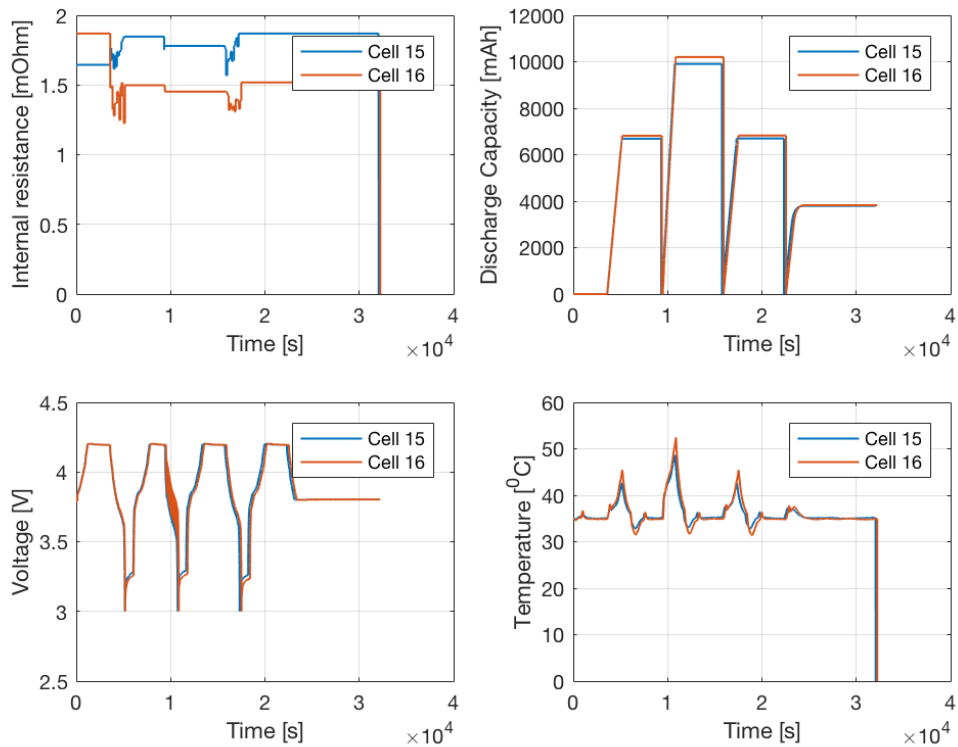 2
1.5
1
0.5
0
Internal resistance [mOhm]
Cell 15
Cell 16
0 1 2 3 4
Time [s]
×10^4
12000
10000
8000
6000
4000
2000
0
Discharge Capacity [mAh]
Cell 15
Cell 16
0 1 2 3 4
Time [s]
×10^4
4.5
4
3.5
3
2.5
Voltage [V]
Cell 15
Cell 16
0 1 2 3 4
Time [s]
×10^4
60
50
40
30
20
10
0
Temperature [^0C]
Cell 15
Cell 16
0 1 2 3 4
Time [s]
×10^4